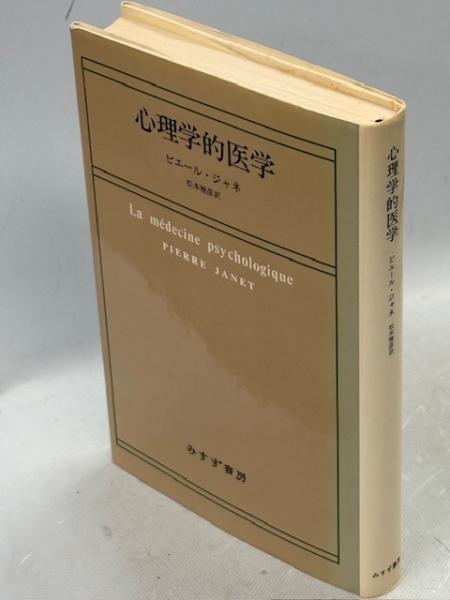 心理学的医学
ピエール・ジャネ
松本雅彦訳
La médecine psychologique
PIERRE JANET
みすず書房
心理学的医学
ピエール・ジャネ
松本雅彦訳
みすず書房